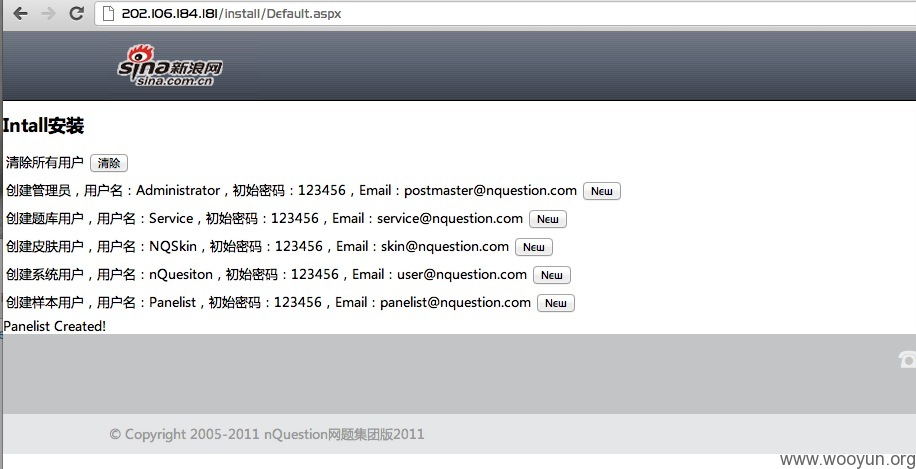 202.106.184.181/install/Default.aspx
sina新浪网
sina.com.cn
Intall安装
清除所有用户 清除
创建管理员，用户名：Administrator，初始密码：123456，Email：postmaster@nquestion.com New
创建题库用户，用户名：Service，初始密码：123456，Email：service@nquestion.com New
创建皮肤用户，用户名：NQSkin，初始密码：123456，Email：skin@nquestion.com New
创建系统用户，用户名：nQuesiton，初始密码：123456，Email：user@nquestion.com New
创建样本用户，用户名：Panelist，初始密码：123456，Email：panelist@nquestion.com New
Panelist Created!
© Copyright 2005-2011 nQuestion网题集团版2011
www.wooyun.org